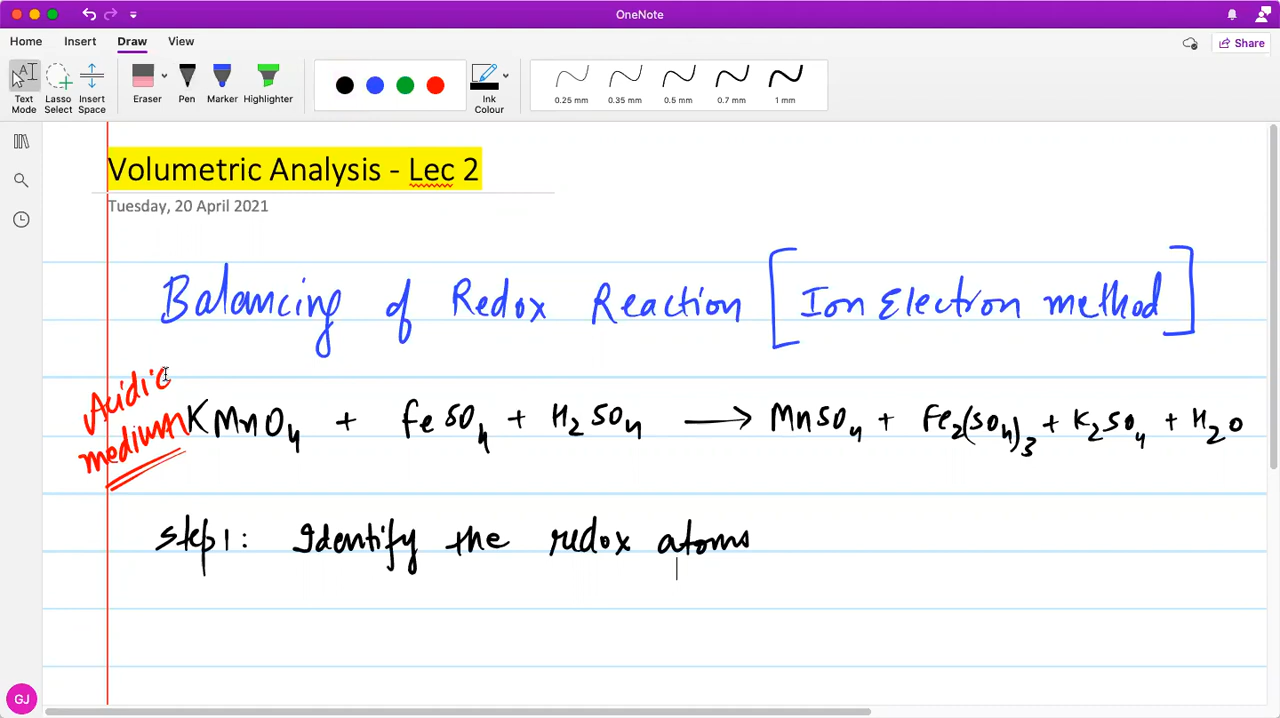 OneNote
Home Insert Draw View
Share
Text Mode
Lasso Select
Insert Space
Eraser
Pen
Marker
Highlighter
Ink Colour
0.25 mm
0.35 mm
0.5 mm
0.7 mm
1 mm
Volumetric Analysis - Lec 2
Tuesday, 20 April 2021
Balancing of Redox Reaction [Ion Electron method]
Acidic medium
KMnO₄ + FeSO₄ + H₂SO₄ → MnSO₄ + Fe₂(SO₄)₃ + K₂SO₄ + H₂O
Step 1: Identify the redox atoms
GJ